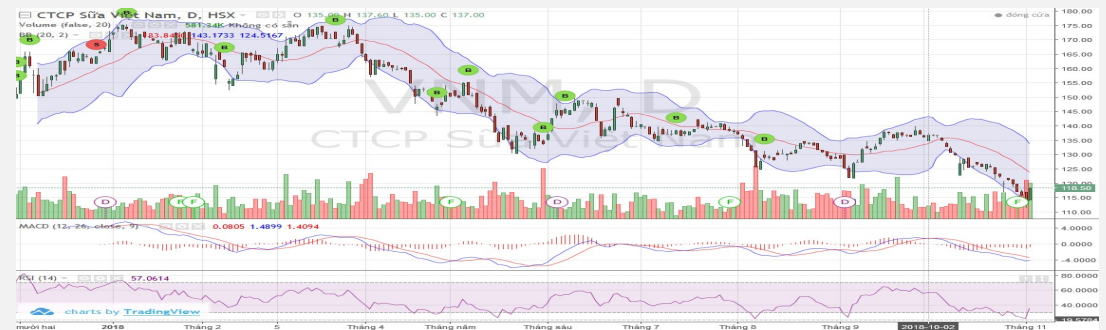 CTCP Sữa Việt Nam, D, HSX
O 135.00 H 137.60 L 135.00 C 137.00
đóng cửa
Volume (false, 20)
581.34K Không có sẵn
BB (20, 2)
143.1733 124.5167
180.00
175.00
170.00
165.00
160.00
155.00
150.00
145.00
140.00
135.00
130.00
125.00
118.50
115.00
110.00
VNM, D
CTCP Sữa Việt Nam
B
B
B
S
B
B
B
B
B
B
B
B
B
D
F
F
F
D
F
D
F
MACD (12, 26, close, 9)
0.0805 1.4899 1.4094
4.0000
0.0000
-4.0000
RSI (14)
57.0614
80.0000
60.0000
40.0000
charts by TradingView
mười hai
2018
Tháng 2
5
Tháng 4
Tháng năm
Tháng sáu
Tháng 7
Tháng 8
Tháng 9
2018-10-02
Tháng 11